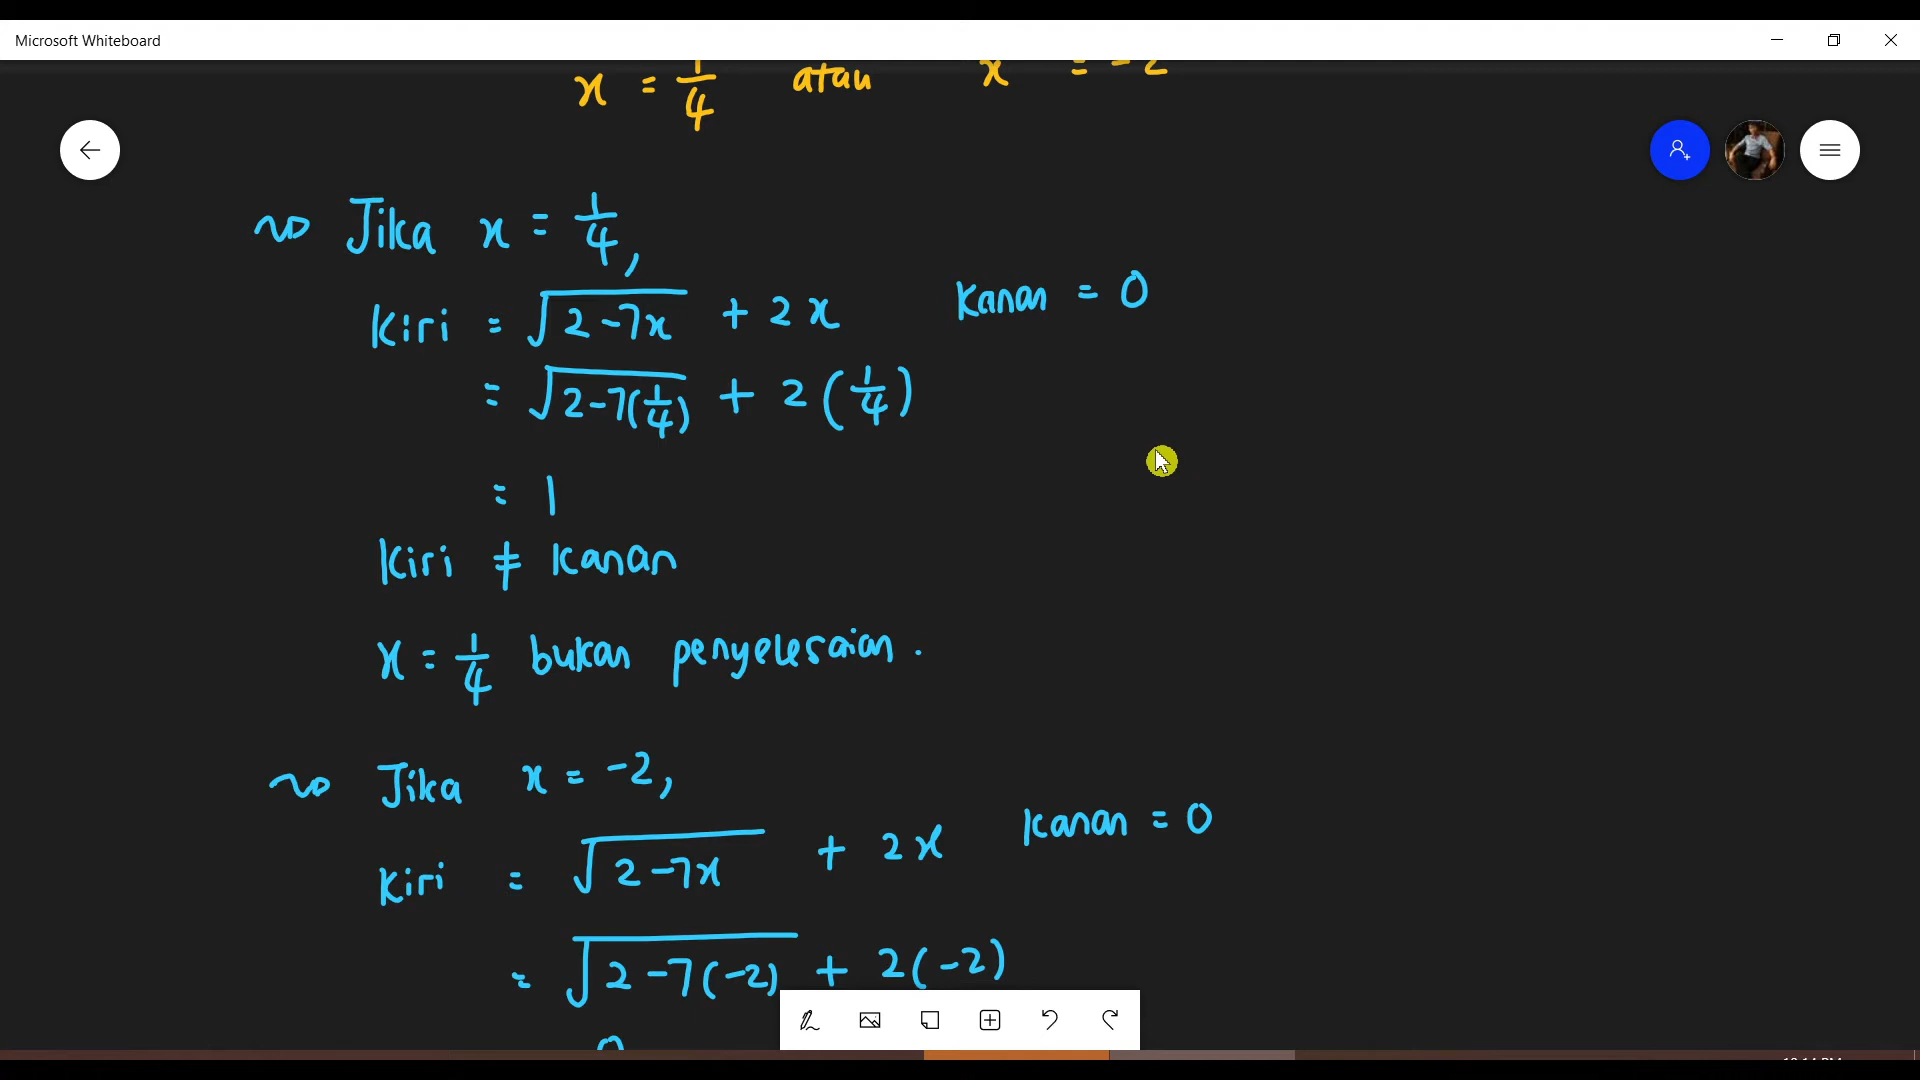 Microsoft Whiteboard
x = 1/4 atau x = -2
Jika x = 1/4,
Kiri = √(2-7x) + 2x Kanan = 0
= √(2-7(1/4)) + 2(1/4)
= 1
Kiri ≠ Kanan
x = 1/4 bukan penyelesaian.
Jika x = -2,
Kiri = √(2-7x) + 2x Kanan = 0
= √(2-7(-2)) + 2(-2)